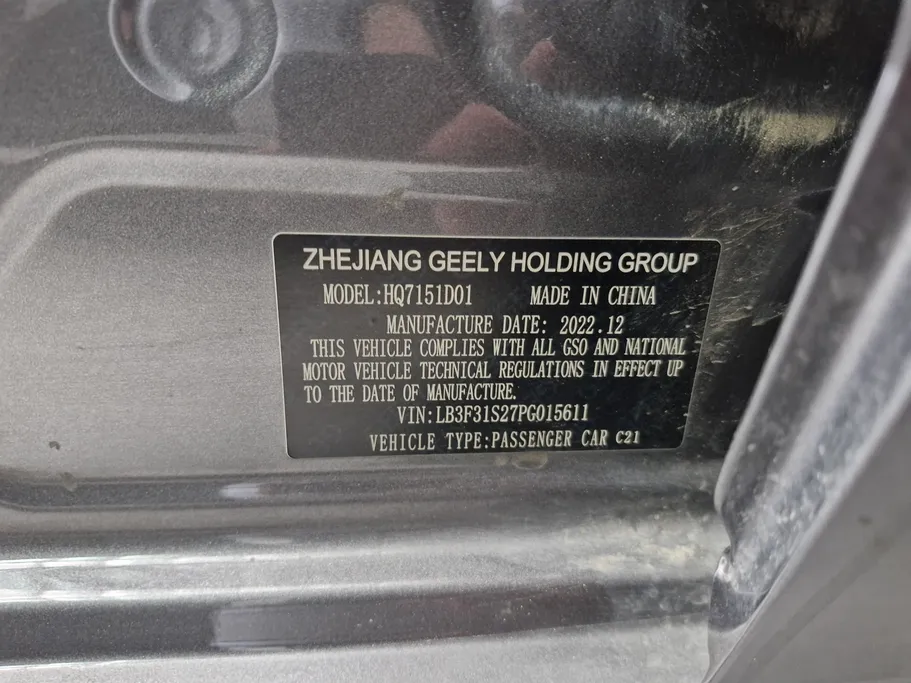 ZHEJIANG GEELY HOLDING GROUP
MODEL:HQ7151D01 MADE IN CHINA
MANUFACTURE DATE: 2022.12
THIS VEHICLE COMPLIES WITH ALL GSO AND NATIONAL
MOTOR VEHICLE TECHNICAL REGULATIONS IN EFFECT UP
TO THE DATE OF MANUFACTURE.
VIN:LB3F31S27PG015611
VEHICLE TYPE:PASSENGER CAR C21